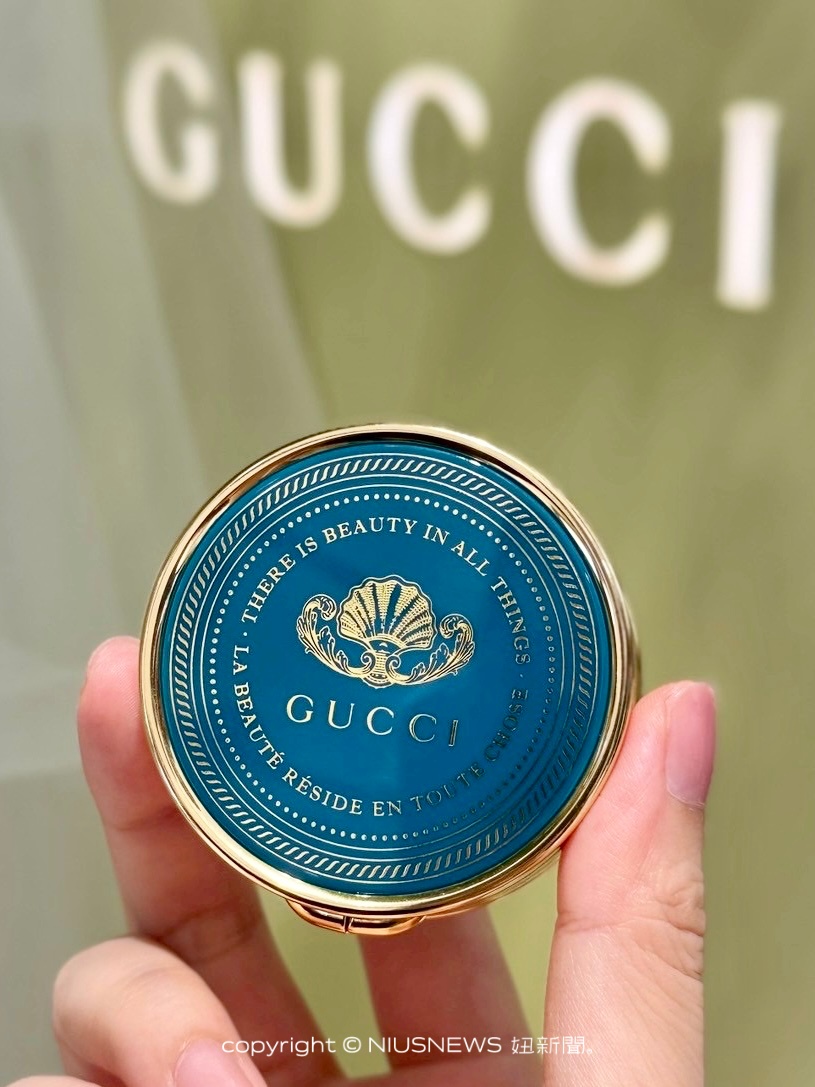 GUCCI
· THERE IS BEAUTY IN ALL THINGS ·
GUCCI
LA BEAUTÉ RÉSIDE EN TOUTE CHOSE
copyright © NIUSNEWS 妞新聞。